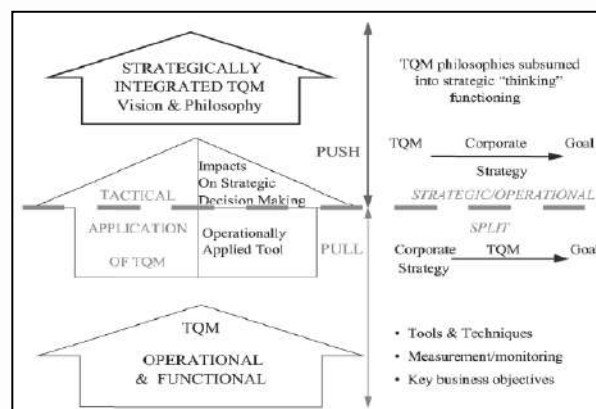 STRATEGICALLY
INTEGRATED TQM
Vision & Philosophy
TQM philosophies subsumed
into strategic “thinking”
functioning
PUSH
TQM Corporate Goal
Strategy
Impacts
On Strategic
Decision Making
TACTICAL
STRATEGIC/OPERATIONAL
SPLIT
APPLICATION
OF TQM
Operationally
Applied Tool
PULL
Corporate TQM Goal
Strategy
TQM
OPERATIONAL
& FUNCTIONAL
• Tools & Techniques
• Measurement/monitoring
• Key business objectives